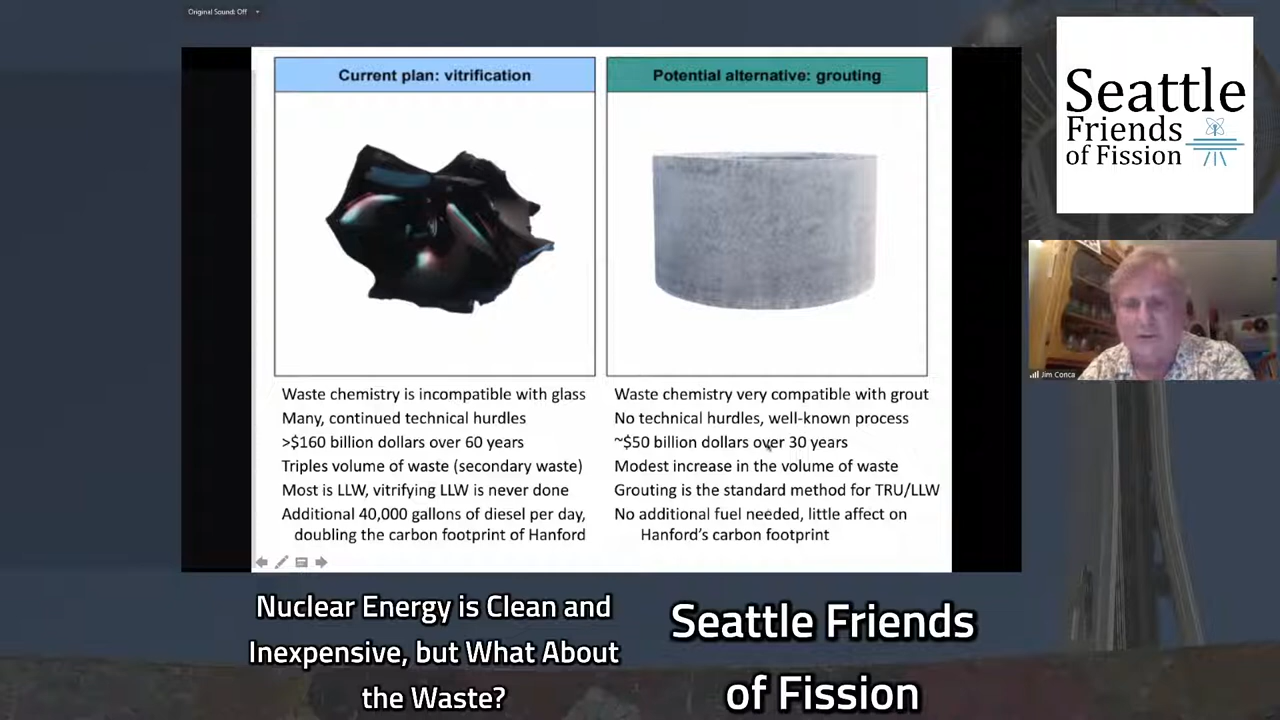 Original Sound: Off
Current plan: vitrification
Potential alternative: grouting
Waste chemistry is incompatible with glass
Many, continued technical hurdles
>$160 billion dollars over 60 years
Triples volume of waste (secondary waste)
Most is LLW, vitrifying LLW is never done
Additional 40,000 gallons of diesel per day,
doubling the carbon footprint of Hanford
Waste chemistry very compatible with grout
No technical hurdles, well-known process
~$50 billion dollars over 30 years
Modest increase in the volume of waste
Grouting is the standard method for TRU/LLW
No additional fuel needed, little affect on
Hanford's carbon footprint
Seattle
Friends
of Fission
Jim Conca
Nuclear Energy is Clean and
Inexpensive, but What About
the Waste?
Seattle Friends
of Fission